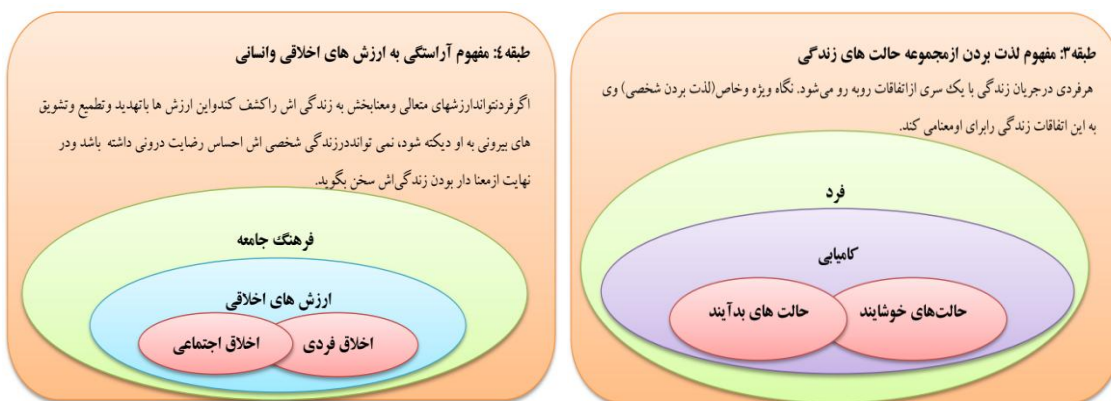 طبقه۳: مفهوم لذت بردن ازمجموعه حالت های زندگی
هرفردی درجریان زندگی با یک سری ازاتفاقات روبه رو می‌شود. نگاه ویژه وخاص(لذت بردن شخصی) وی
به این اتفاقات زندگی رابرای اومعنامی کند.
فرد
کامیابی
حالت‌های خوشایند
حالت های بدآیند
طبقه٤: مفهوم آراستگی به ارزش های اخلاقی وانسانی
اگرفردنتواندارزشهای متعالی ومعنابخش به زندگی اش راکشف کندواین ارزش ها باتهدید وتطمیع وتشویق
های بیرونی به او دیکته شود، نمی تودددرزندگی شخصی اش احساس رضایت درونی داشته باشد ودر
نهایت ازمعنا دار بودن زندگی‌اش سخن بگوید.
فرهنگ جامعه
ارزش های اخلاقی
اخلاق فردی
اخلاق اجتماعی